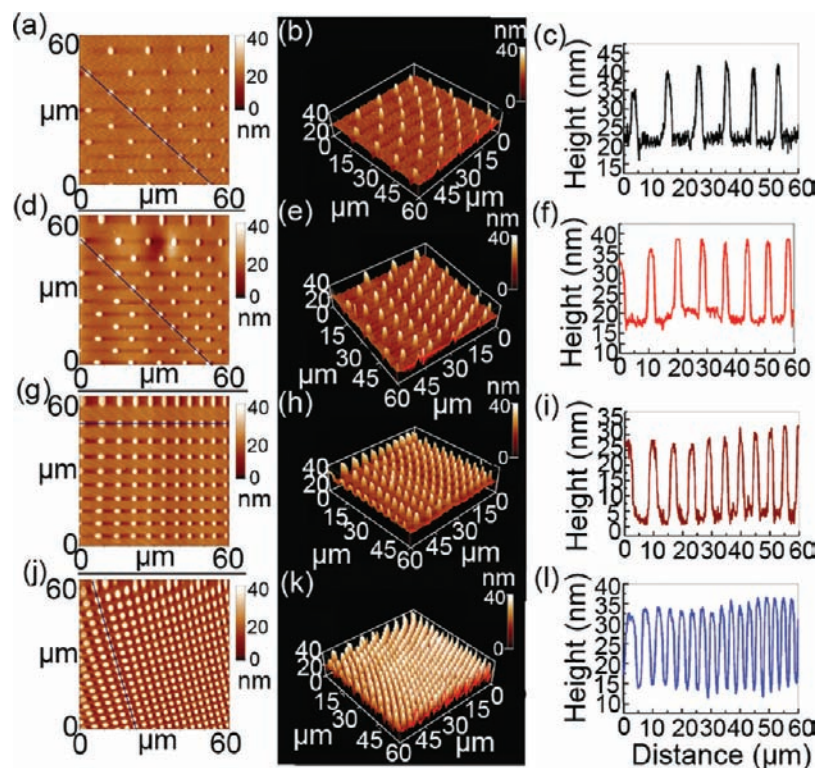 (a) 60 40 20 0 nm
µm
0 µm 60
(b) nm 40 0
40 20 0
15 30 45 60 µm
0 15 30 45 µm
(c) Height (nm)
45 40 35 30 25 20 15
0 10 20 30 40 50 60
(d) 60 40 20 0 nm
µm
0 µm 60
(e) nm 40 0
40 20 0
15 30 45 60 µm
0 15 30 45 µm
(f) Height (nm)
40 35 30 25 20 15 10
0 10 20 30 40 50 60
(g) 60 40 20 0 nm
µm
0 µm 60
(h) nm 40 0
40 20 0
15 30 45 60 µm
0 15 30 45 µm
(i) Height (nm)
35 30 25 20 15 10 5 0
0 10 20 30 40 50 60
(j) 60 40 20 0 nm
µm
0 µm 60
(k) nm 40 0
40 20 0
15 30 45 60 µm
0 15 30 45 µm
(l) Height (nm)
40 35 30 25 20 15 10
0 10 20 30 40 50 60
Distance (µm)